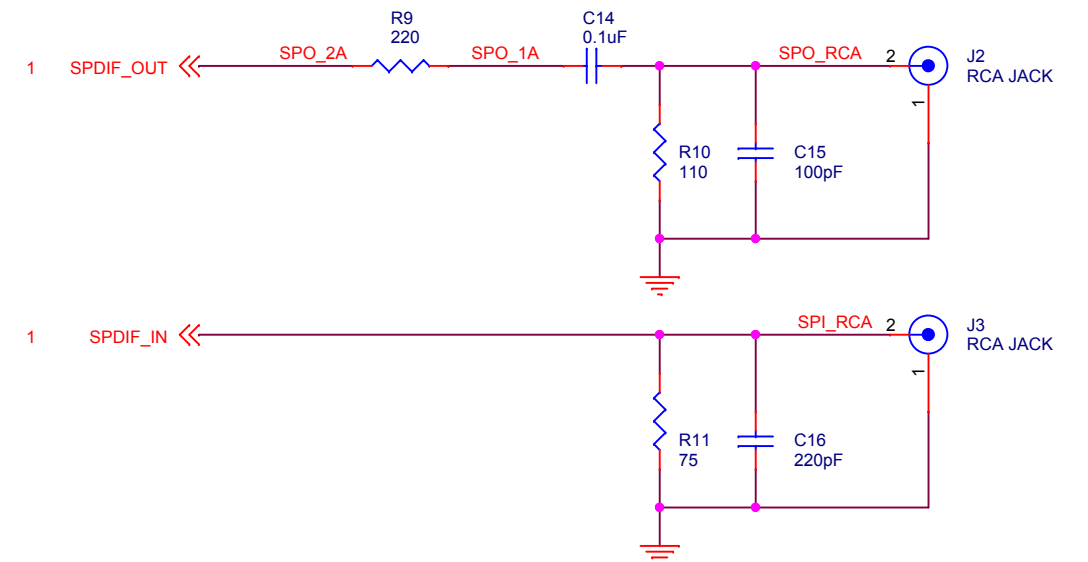 R9
220
C14
0.1uF
1
SPDIF_OUT
SPO_2A
SPO_1A
SPO_RCA
2
J2
RCA JACK
1
R10
110
C15
100pF
1
SPDIF_IN
SPI_RCA
2
J3
RCA JACK
1
R11
75
C16
220pF